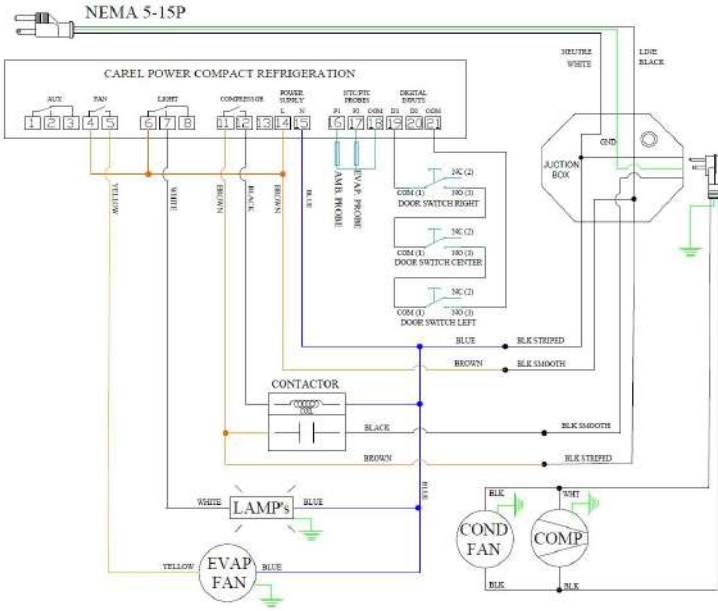 NEMA 5-15P
NEUTRE
WHITE
LINE
BLACK
CAREL POWER COMPACT REFRIGERATION
AUX
FAN
LIGHT
COMPRESSOR
POWER
SUPPLY
L N
NTC/PTC
PROBES
P1 P2 COM
DIGITAL
INPUTS
D1 D2 COM
1 2 3 4 5 6 7 8 11 12 13 14 15 16 17 18 19 20 21
GND
JUCTION
BOX
YELLOW
WHITE
BROWN
BLACK
BROWN
BLUE
AMB. PROBE
EVAP. PROBE
NC (2)
COM (1) NO (3)
DOOR SWITCH RIGHT
NC (2)
COM (1) NO (3)
DOOR SWITCH CENTER
NC (2)
COM (1) NO (3)
DOOR SWITCH LEFT
BLUE BLK STRIPED
BROWN BLK SMOOTH
CONTACTOR
COIL
BLACK BLK SMOOTH
BROWN BLK STRIPED
BLUE
WHITE LAMP's BLUE
YELLOW EVAP
FAN BLUE
BLK WHT
COND
FAN
COMP
BLK BLK